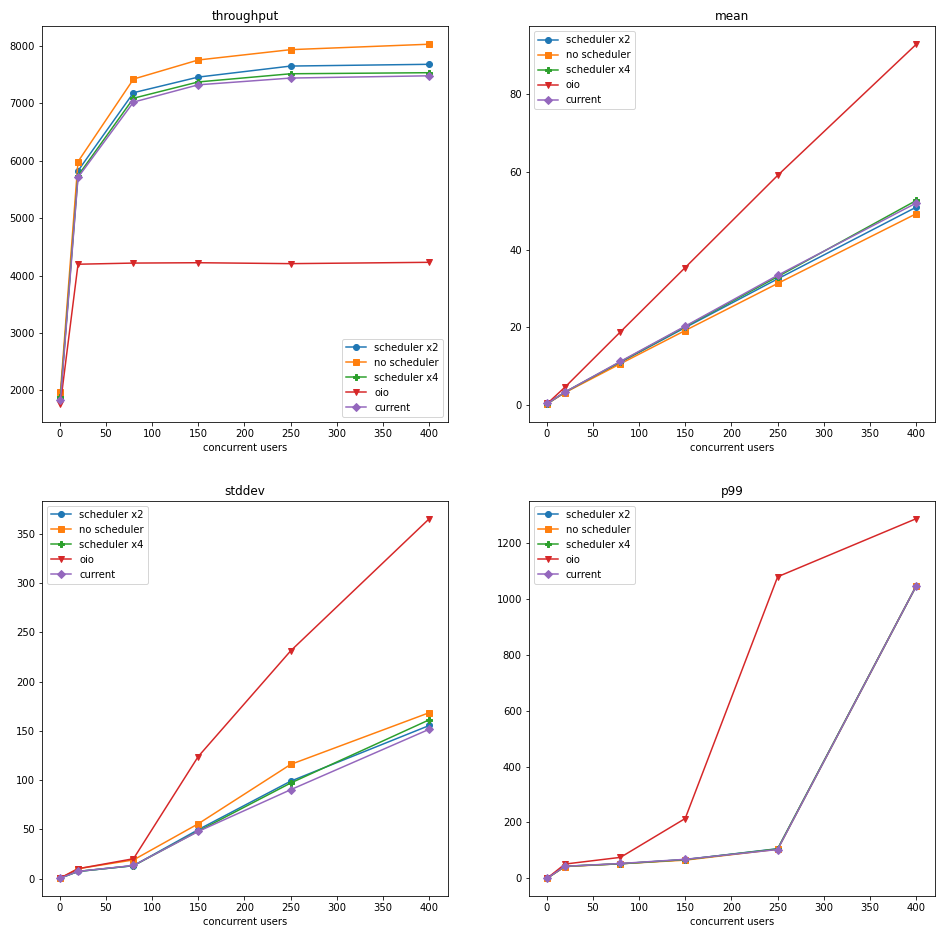 throughput
8000
7000
6000
5000
4000
3000
2000
scheduler x2
no scheduler
scheduler x4
oio
current
0 50 100 150 200 250 300 350 400
concurrent users
mean
scheduler x2
no scheduler
scheduler x4
oio
current
80
60
40
20
0
0 50 100 150 200 250 300 350 400
concurrent users
stddev
scheduler x2
no scheduler
scheduler x4
oio
current
350
300
250
200
150
100
50
0
0 50 100 150 200 250 300 350 400
concurrent users
p99
scheduler x2
no scheduler
scheduler x4
oio
current
1200
1000
800
600
400
200
0
0 50 100 150 200 250 300 350 400
concurrent users